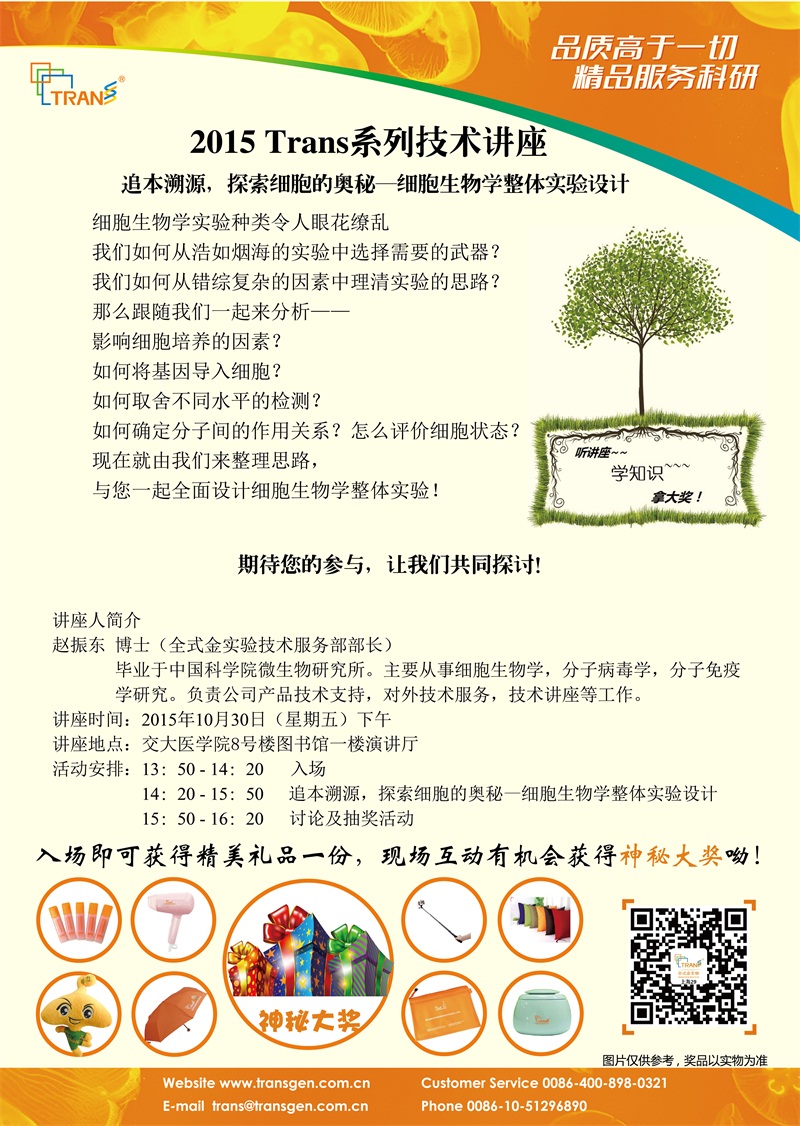 品质高于一切
精品服务科研
TRANS®
2015 Trans系列技术讲座
追本溯源，探索细胞的奥秘—细胞生物学整体实验设计
细胞生物学实验种类令人眼花缭乱
我们如何从浩如烟海的实验中选择需要的武器？
我们如何从错综复杂的因素中理清实验的思路？
那么跟随我们一起来分析——
影响细胞培养的因素？
如何将基因导入细胞？
如何取舍不同水平的检测？
如何确定分子间的作用关系？怎么评价细胞状态？
现在就由我们来整理思路，
与您一起全面设计细胞生物学整体实验！
听讲座~~
学知识~~~
拿大奖！
期待您的参与，让我们共同探讨!
讲座人简介
赵振东 博士（全式金实验技术服务部部长）
毕业于中国科学院微生物研究所。主要从事细胞生物学，分子病毒学，分子免疫
学研究。负责公司产品技术支持，对外技术服务，技术讲座等工作。
讲座时间：2015年10月30日（星期五）下午
讲座地点：交大医学院8号楼图书馆一楼演讲厅
活动安排：13：50 - 14：20 入场
14：20 - 15：50 追本溯源，探索细胞的奥秘—细胞生物学整体实验设计
15：50 - 16：20 讨论及抽奖活动
入场即可获得精美礼品一份，现场互动有机会获得神秘大奖呦！
神秘大奖
TRANS
图片仅供参考，奖品以实物为准
Website www.transgen.com.cn Customer Service 0086-400-898-0321
E-mail trans@transgen.com.cn Phone 0086-10-51296890